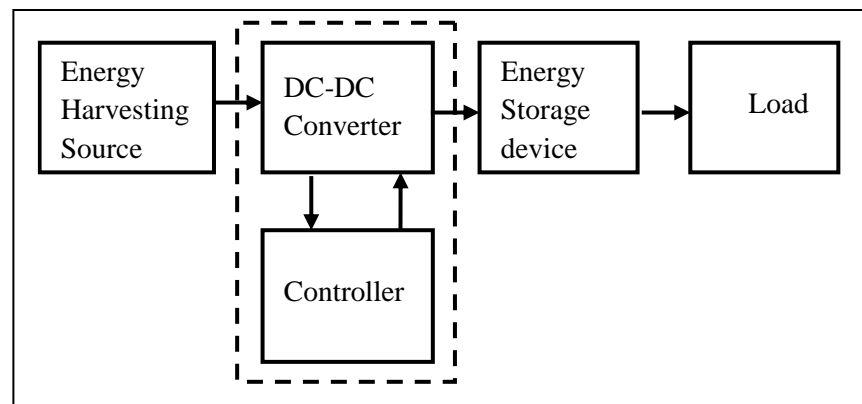 Energy
Harvesting
Source
DC-DC
Converter
Energy
Storage
device
Load
Controller